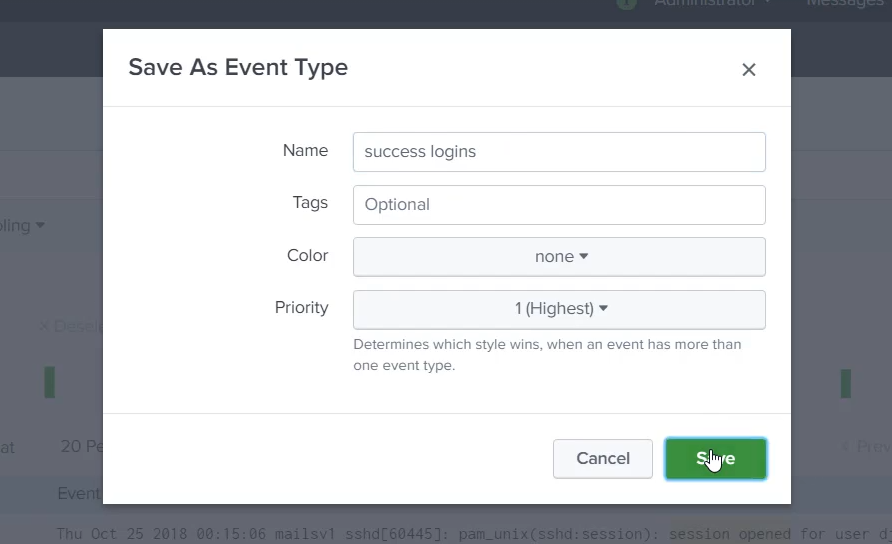 Administrator
Messages
Save As Event Type
Name
success logins
Tags
Optional
Color
none
Priority
1 (Highest)
Determines which style wins, when an event has more than
one event type.
20 Pe
Prev
Cancel
Event
Thu Oct 25 2018 00:15:06 mailsv1 sshd[60445]: pam_unix(sshd:session): session opened for user d